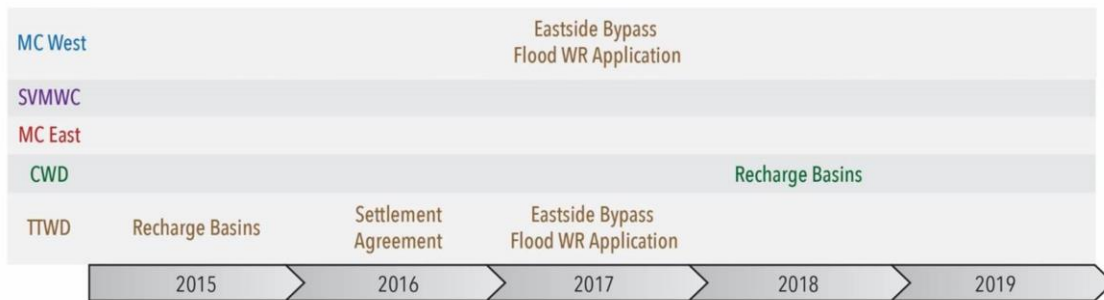 MC West
Eastside Bypass
Flood WR Application
SVMWC
MC East
CWD
Recharge Basins
TTWD
Recharge Basins
Settlement
Agreement
Eastside Bypass
Flood WR Application
2015
2016
2017
2018
2019